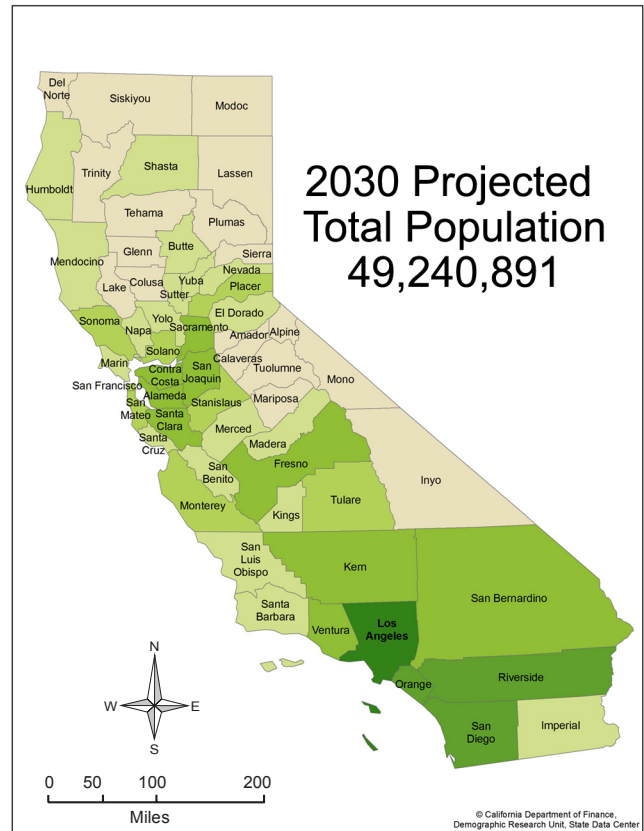 Del
Norte
Siskiyou
Modoc
Humboldt
Trinity
Shasta
Lassen
2030 Projected
Total Population
49,240,891
Tehama
Plumas
Mendocino
Glenn
Butte
Sierra
Lake
Colusa
Yuba
Nevada
Sutter
Placer
Sonoma
Napa
Yolo
Sacramento
El Dorado
Solano
Amador
Alpine
Marin
Contra
Costa
San
Joaquin
Calaveras
Tuolumne
Mono
San Francisco
Alameda
Stanislaus
Mariposa
San
Mateo
Santa
Clara
Merced
Santa
Cruz
Madera
San
Benito
Fresno
Inyo
Monterey
Kings
Tulare
San
Luis
Obispo
Kern
San Bernardino
Santa
Barbara
Ventura
Los
Angeles
Orange
Riverside
San
Diego
Imperial
N
W
E
S
0 50 100 200
Miles
© California Department of Finance,
Demographic Research Unit, State Data Center